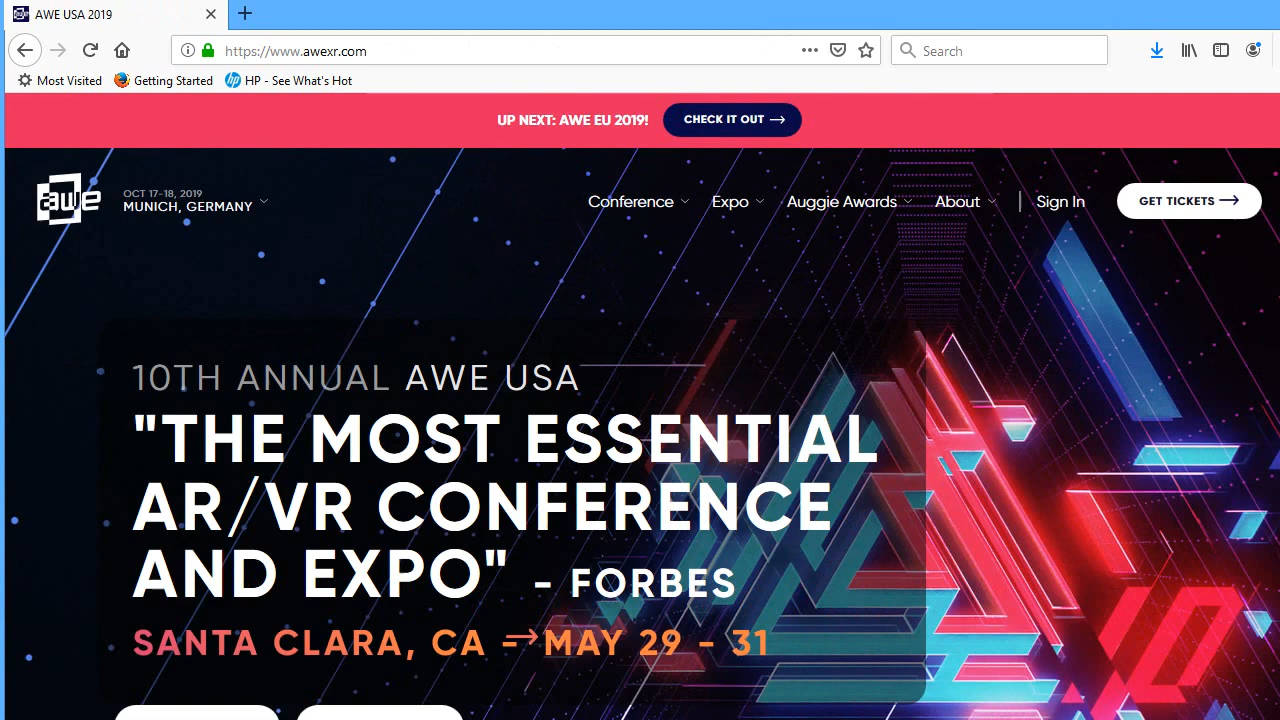 AWE USA 2019
https://www.awexr.com
Search
Most Visited
Getting Started
HP - See What's Hot
UP NEXT: AWE EU 2019!
CHECK IT OUT
awe
OCT 17-18, 2019
MUNICH, GERMANY
Conference
Expo
Auggie Awards
About
Sign In
GET TICKETS
10TH ANNUAL AWE USA
"THE MOST ESSENTIAL
AR/VR CONFERENCE
AND EXPO" - FORBES
SANTA CLARA, CA - MAY 29 - 31